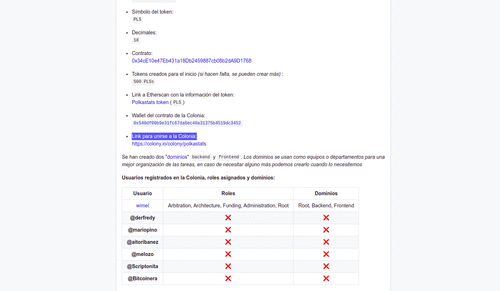 Símbolo del token:
PLS
Decimales:
18
Contrato:
0x34cE10e47Eb431a18Db2459887cb08b2dA9D1768
Tokens creados para el inicio (si hacen falta, se pueden crear más) :
500 PLSs
Link a Etherscan con la información del token:
Polkastats token ( PLS )
Wallet del contrato de la Colonia:
Link para unirse a la Colonia:
https://colony.io/colony/polkastats
Se han creado dos "dominios" backend y Frontend . Los dominios se usan como equipos o departamentos para una
mejor organización de las tareas, en caso de necesitar alguno más podemos crearlo cuando lo necesitemos
Usuarios registrados en la Colonia, roles asignados y dominios:
Usuario Roles Dominios
wimel Arbitration, Architecture, Funding, Administration, Root Root, Backend, Frontend
@derfredy ❌ ❌
@mariopino ❌ ❌
@aitoribanez ❌ ❌
@melozo ❌ ❌
@Scriptonita ❌ ❌
@Bitcoinera ❌ ❌